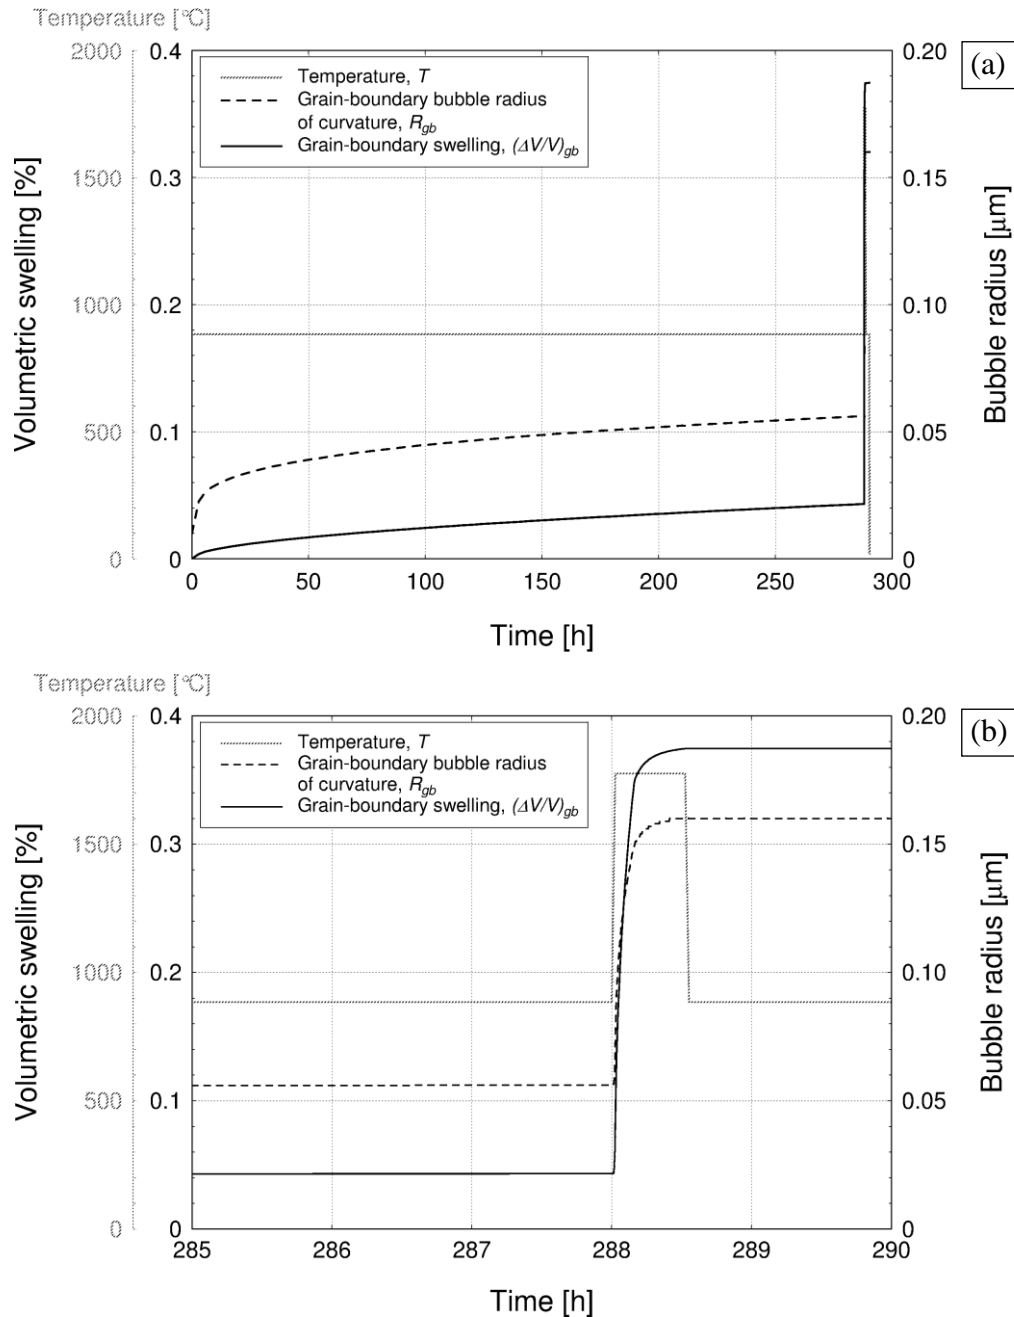 Temperature [°C]
2000
0.4
0.20
(a)
Temperature, T
Grain-boundary bubble radius
of curvature, Rgb
Grain-boundary swelling, (ΔV/V)gb
1500
0.3
0.15
1000
0.2
0.10
500
0.1
0.05
0
0
0
Volumetric swelling [%]
Bubble radius [μm]
0 50 100 150 200 250 300
Time [h]
Temperature [°C]
2000
0.4
0.20
(b)
Temperature, T
Grain-boundary bubble radius
of curvature, Rgb
Grain-boundary swelling, (ΔV/V)gb
1500
0.3
0.15
1000
0.2
0.10
500
0.1
0.05
0
0
0
Volumetric swelling [%]
Bubble radius [μm]
285 286 287 288 289 290
Time [h]